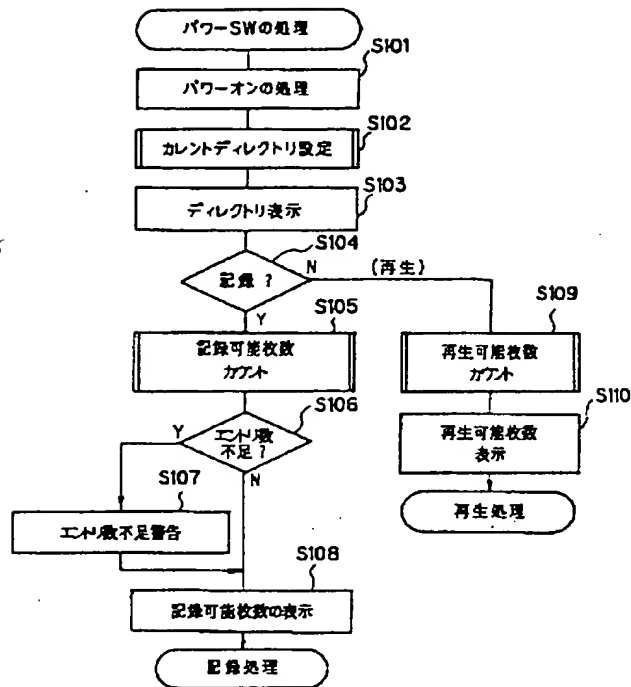 パワーSWの処理
S101
パワーオンの処理
S102
カレントディレクトリ設定
S103
ディレクトリ表示
S104
記録?
N
(再生)
Y
S105
記録可能枚数
カウント
S109
再生可能枚数
カウント
S106
エントリ数
不足?
Y
N
S110
再生可能枚数
表示
S107
エントリ数不足警告
再生処理
S108
記録可能枚数の表示
記録処理